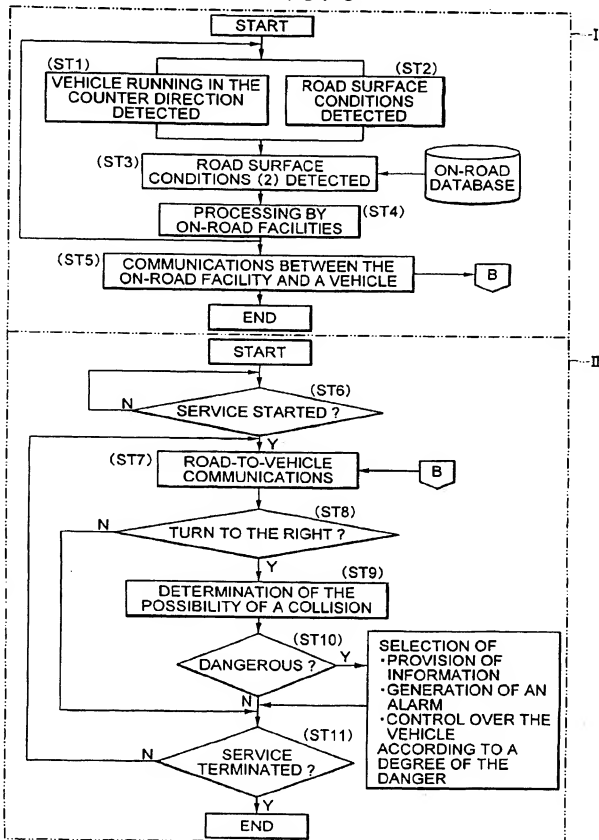 START
I
(ST1)
VEHICLE RUNNING IN THE
COUNTER DIRECTION
DETECTED
(ST2)
ROAD SURFACE
CONDITIONS
DETECTED
(ST3)
ROAD SURFACE
CONDITIONS (2) DETECTED
ON-ROAD
DATABASE
PROCESSING BY
ON-ROAD FACILITIES
(ST4)
(ST5)
COMMUNICATIONS BETWEEN THE
ON-ROAD FACILITY AND A VEHICLE
B
END
START
II
(ST6)
N
SERVICE STARTED ?
Y
(ST7)
ROAD-TO-VEHICLE
COMMUNICATIONS
B
(ST8)
N
TURN TO THE RIGHT ?
Y
(ST9)
DETERMINATION OF THE
POSSIBILITY OF A COLLISION
(ST10)
DANGEROUS ?
Y
N
SELECTION OF
·PROVISION OF
INFORMATION
·GENERATION OF AN
ALARM
·CONTROL OVER THE
VEHICLE
ACCORDING TO A
DEGREE OF THE
DANGER
(ST11)
N
SERVICE
TERMINATED ?
Y
END